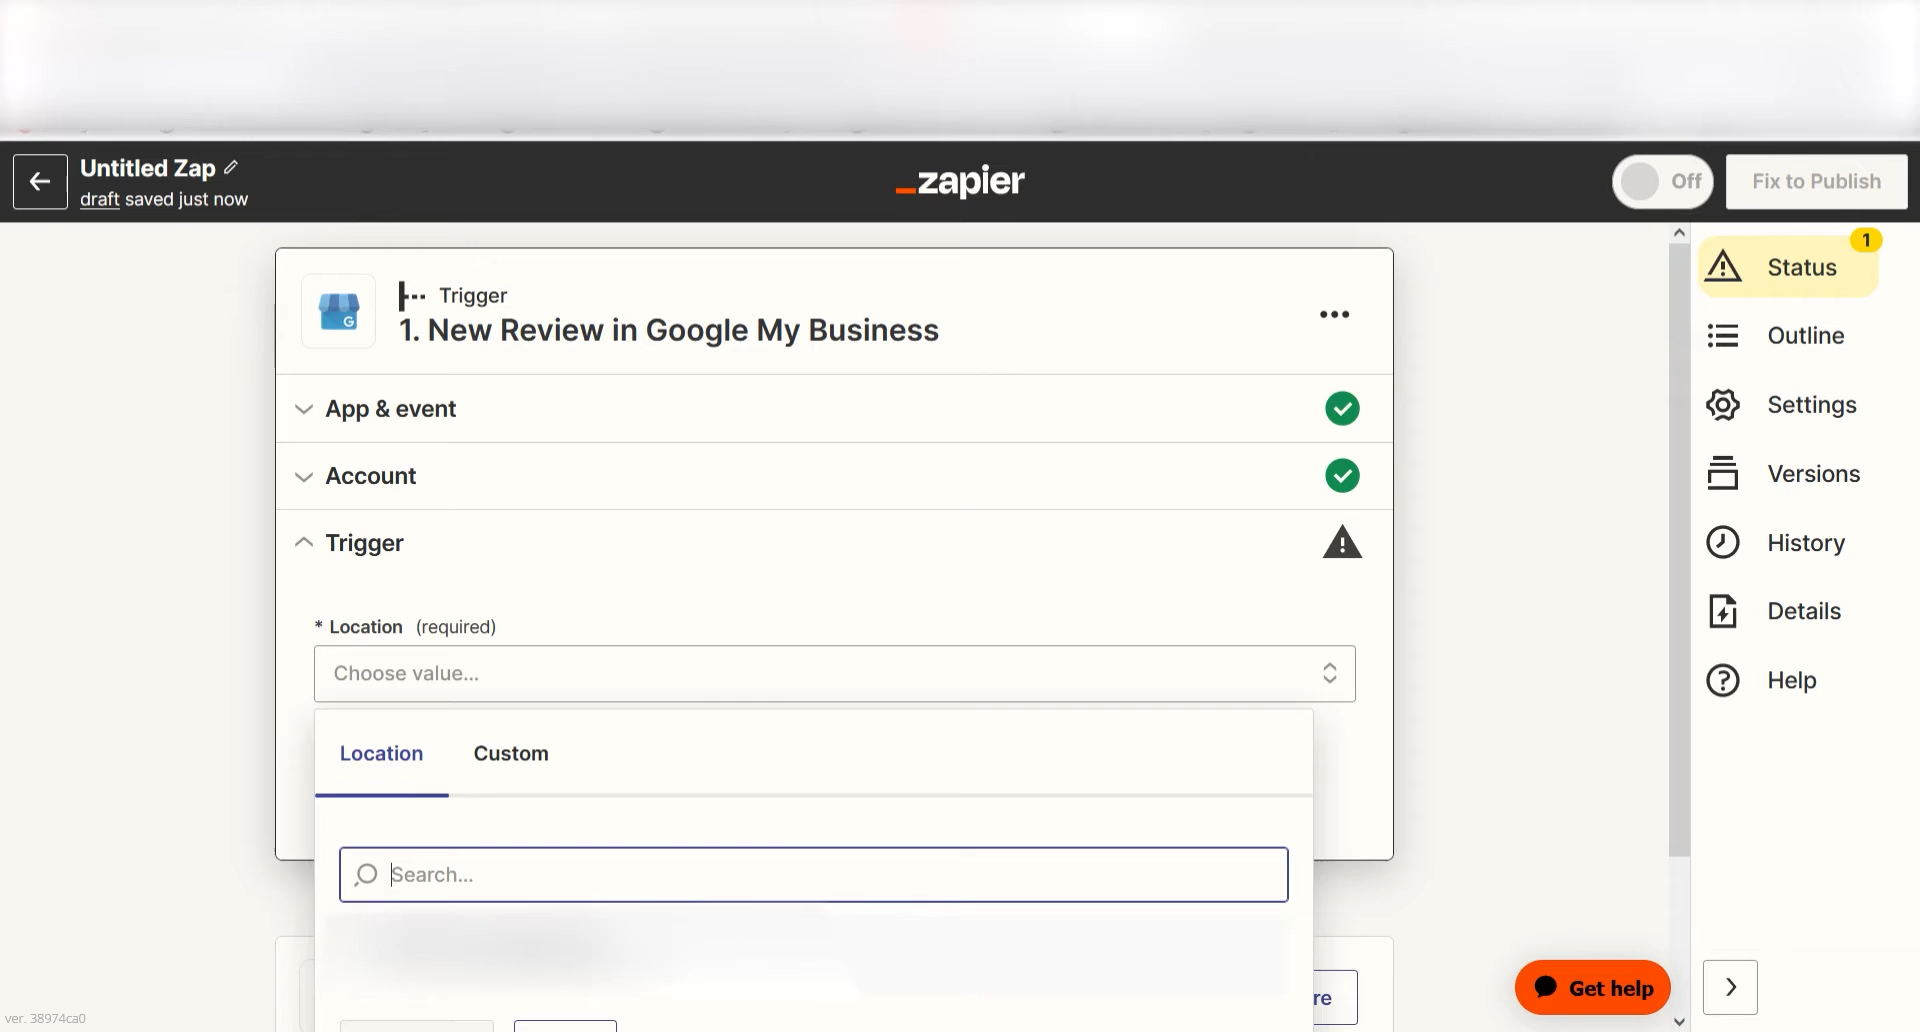 Untitled Zap
draft saved just now
zapier
Off
Fix to Publish
Trigger
1. New Review in Google My Business
App & event
Account
Trigger
* Location (required)
Choose value...
Location Custom
Search...
re
1
Status
Outline
Settings
Versions
History
Details
Help
Get help
ver. 38974ca0